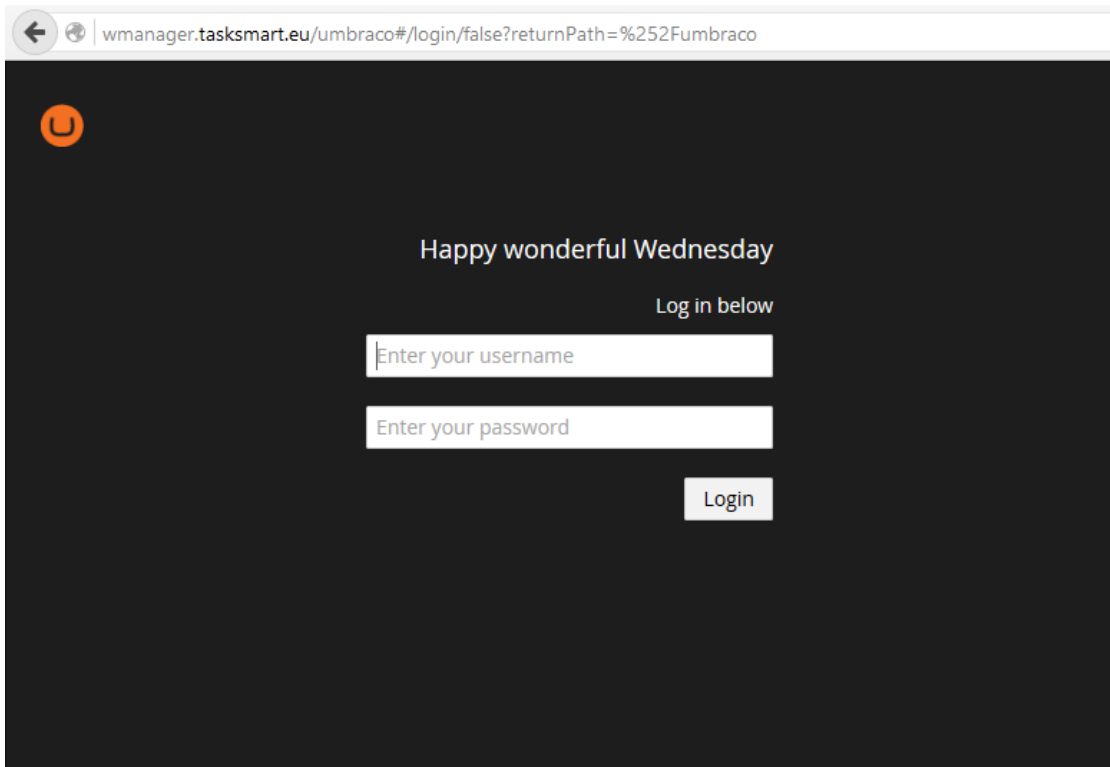 wmanager.tasksmart.eu/umbraco#/login/false?returnPath=%252Fumbraco
Happy wonderful Wednesday
Log in below
Enter your username
Enter your password
Login